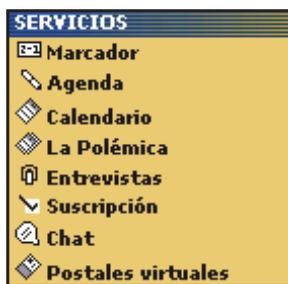 SERVICIOS
Marcador
Agenda
Calendario
La Polémica
Entrevistas
Suscripción
Chat
Postales virtuales